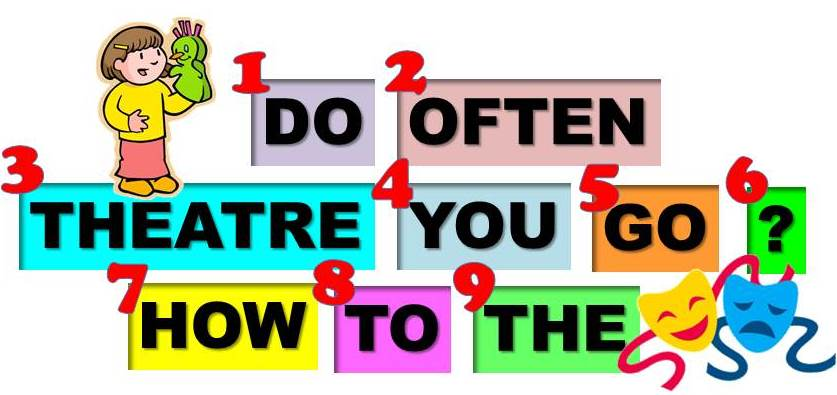 1 DO 2 OFTEN
3 THEATRE 4 YOU 5 GO 6 ?
7 HOW 8 TO 9 THE